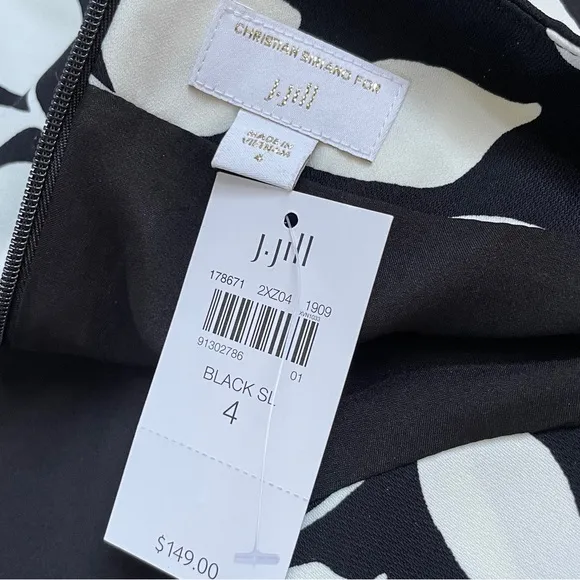 CHRISTIAN SIRIANO FOR
J.Jill
MADE IN
VIETNAM
4
J.Jill
178671 2XZ04 1909
91302786
01
BLACK SL
4
$149.00